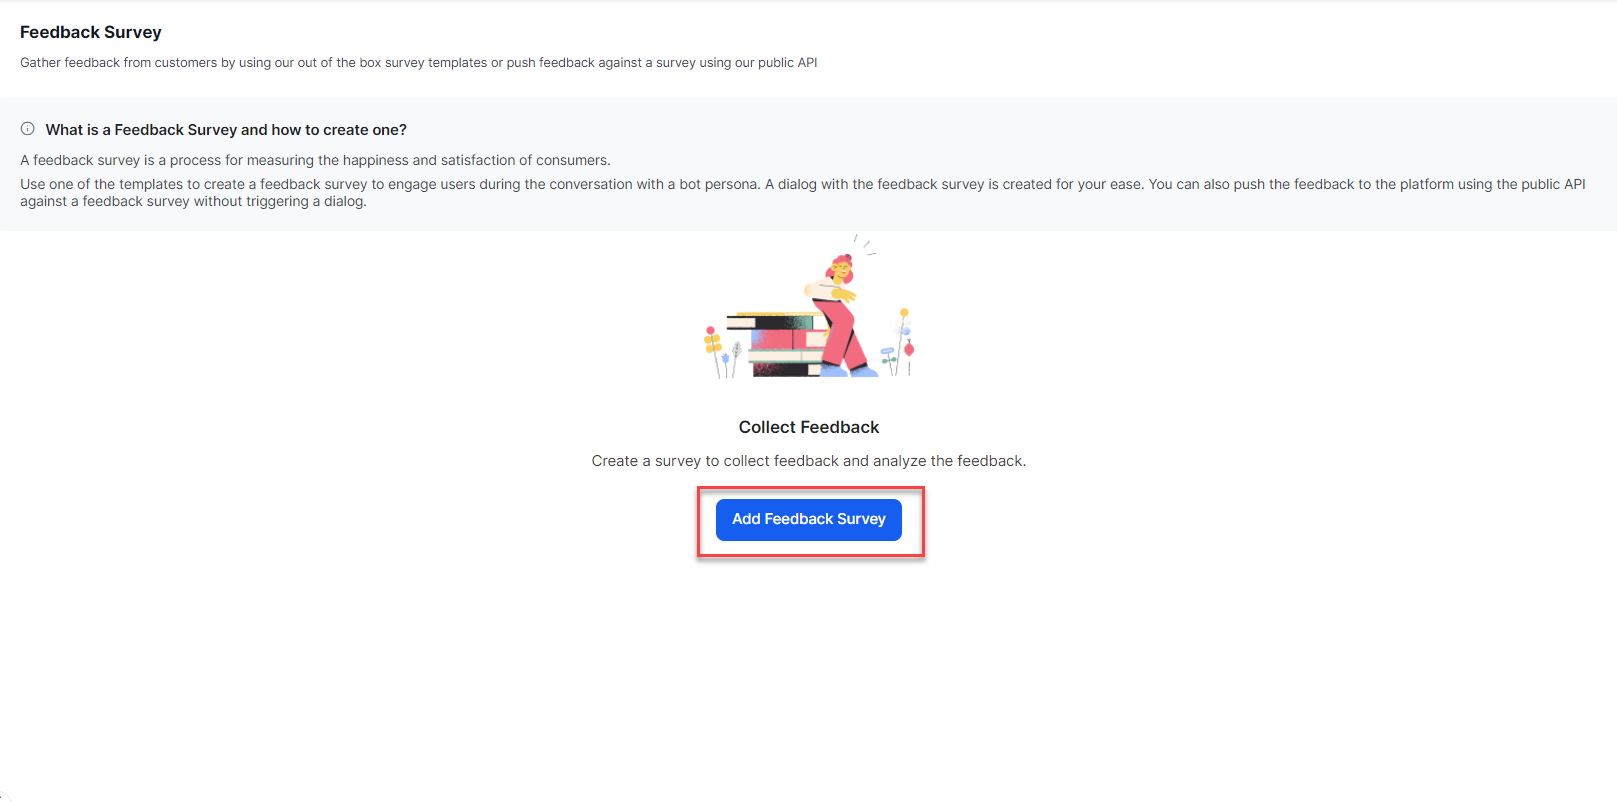 Feedback Survey
Gather feedback from customers by using our out of the box survey templates or push feedback against a survey using our public API
What is a Feedback Survey and how to create one?
A feedback survey is a process for measuring the happiness and satisfaction of consumers.
Use one of the templates to create a feedback survey to engage users during the conversation with a bot persona. A dialog with the feedback survey is created for your ease. You can also push the feedback to the platform using the public API
against a feedback survey without triggering a dialog.
Collect Feedback
Create a survey to collect feedback and analyze the feedback.
Add Feedback Survey